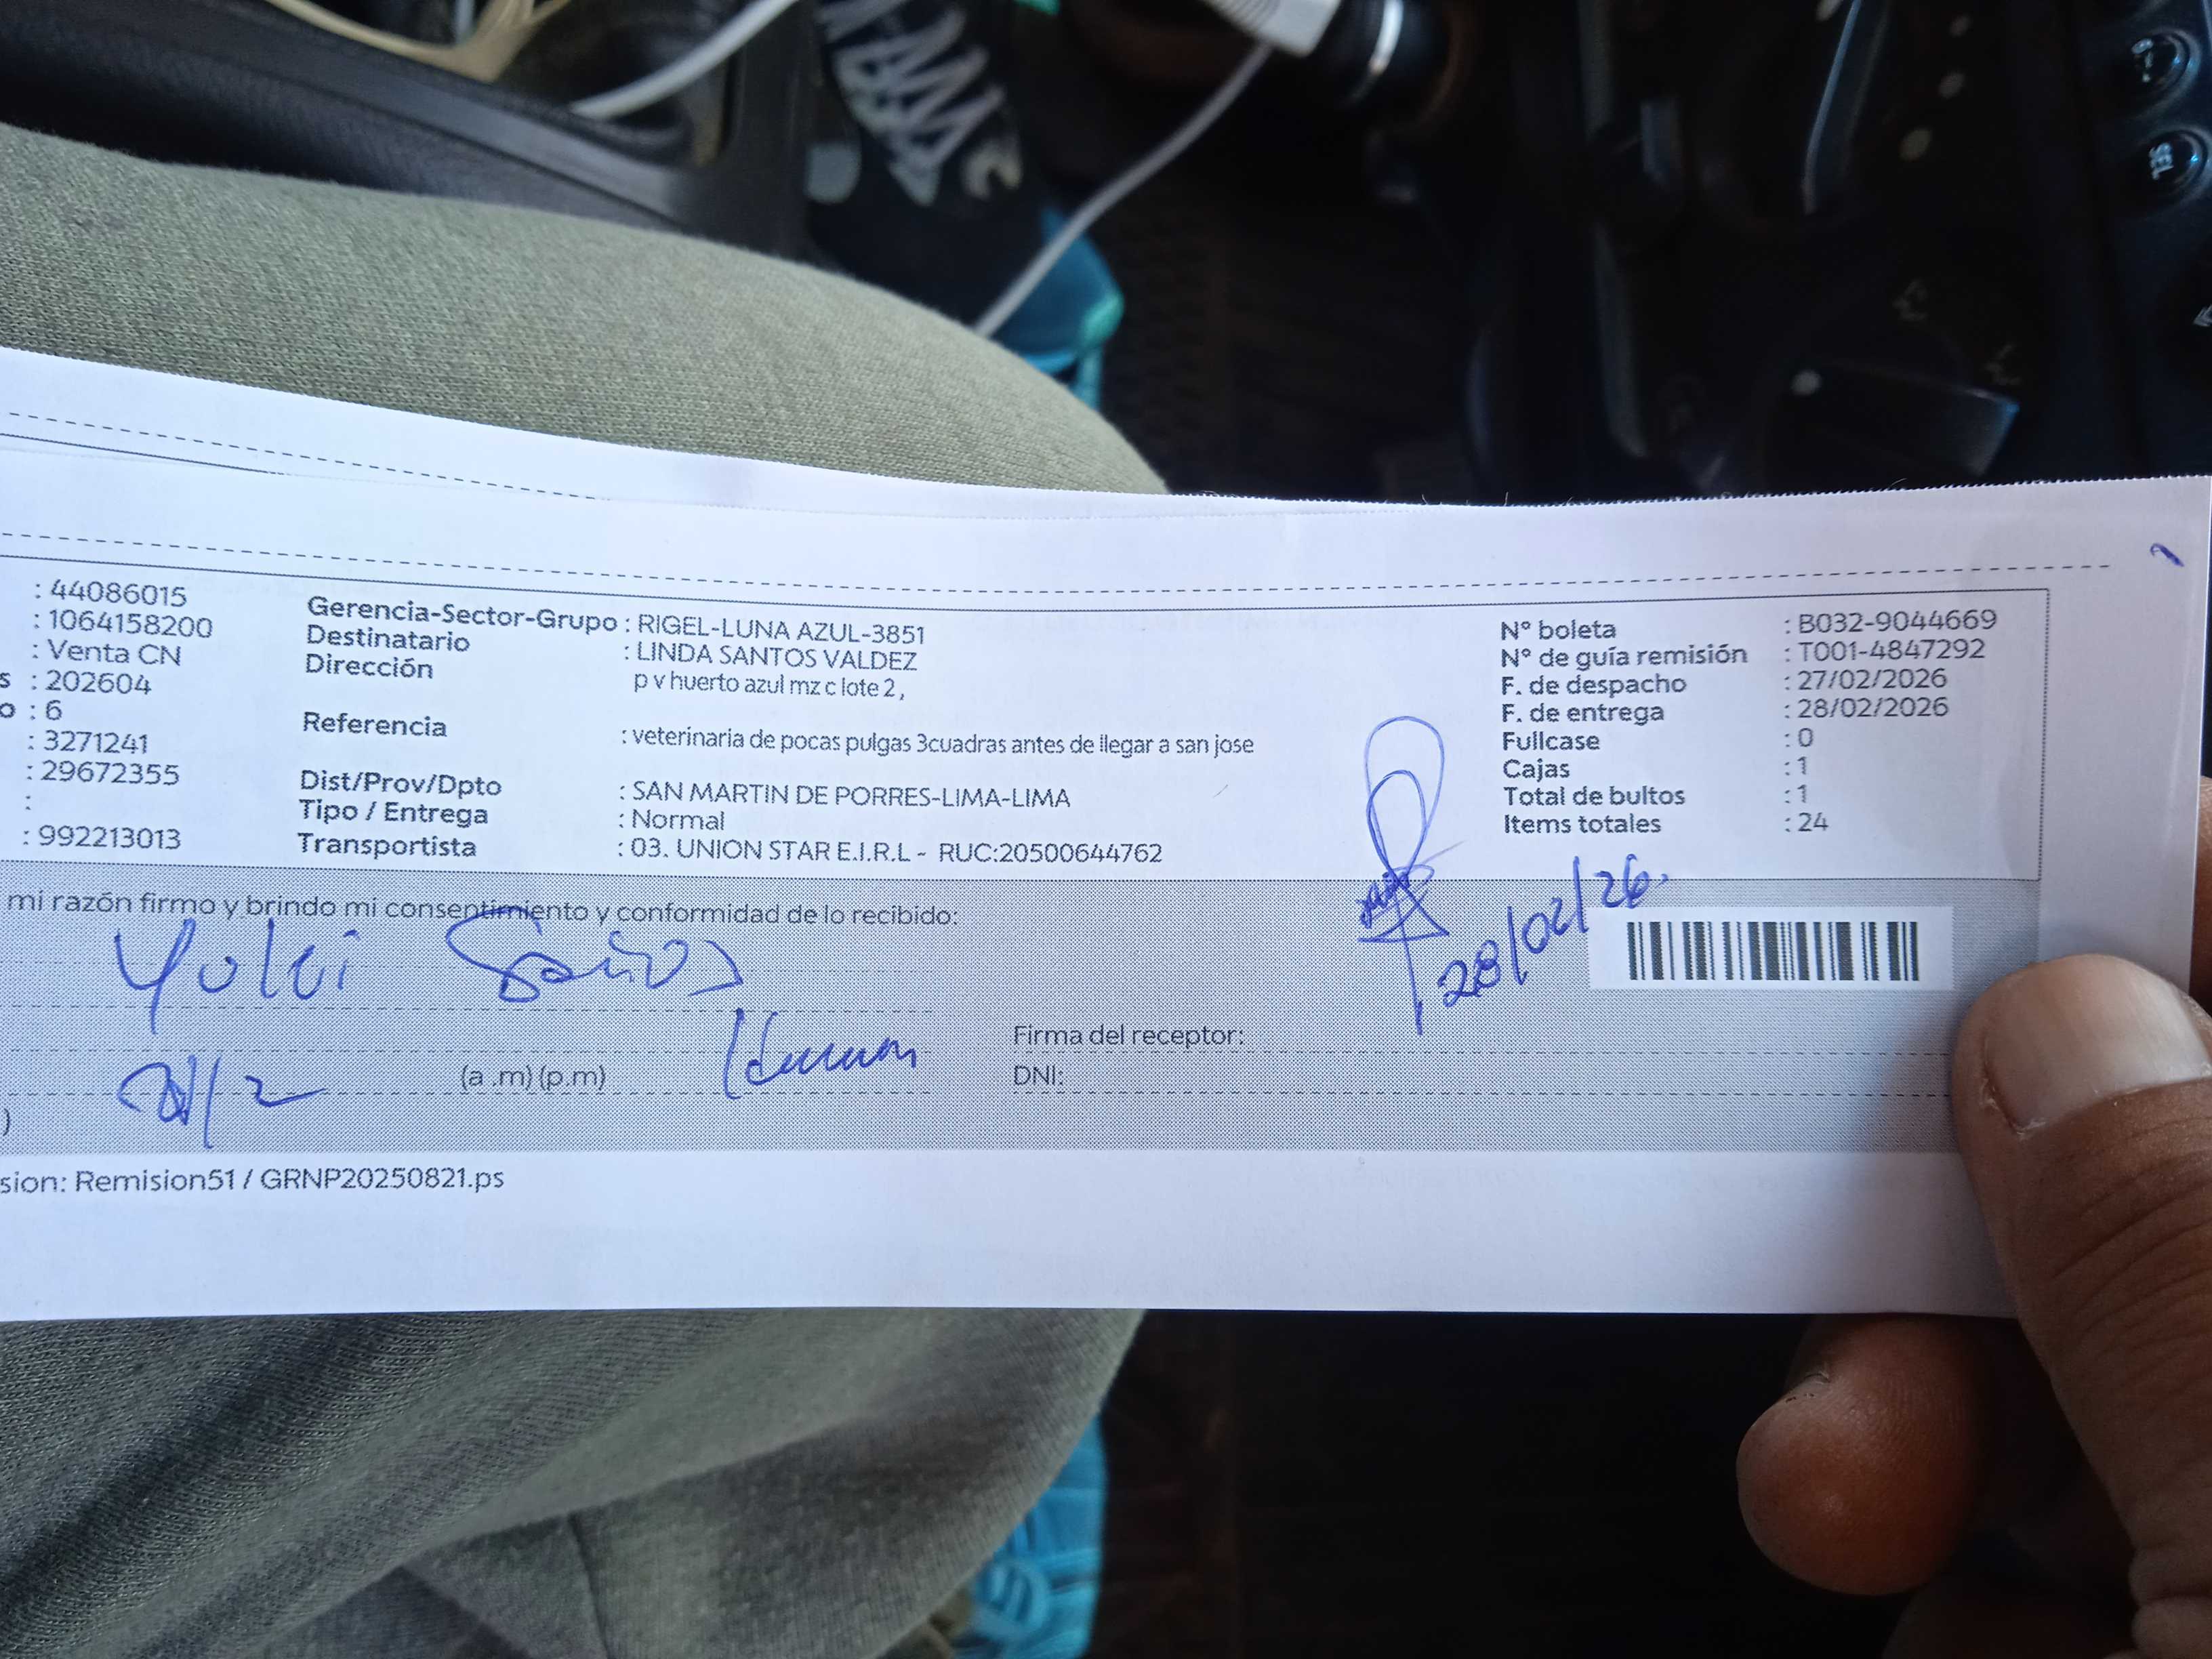 : 44086015
: 1064158200
: Venta CN
s : 202604
o : 6
: 3271241
: 29672355
:
: 992213013
Gerencia-Sector-Grupo : RIGEL-LUNA AZUL-3851
Destinatario : LINDA SANTOS VALDEZ
Dirección p v huerto azul mz c lote 2 ,
Referencia : veterinaria de pocas pulgas 3cuadras antes de llegar a san jose
Dist/Prov/Dpto : SAN MARTIN DE PORRES-LIMA-LIMA
Tipo / Entrega : Normal
Transportista : 03. UNION STAR E.I.R.L - RUC:20500644762
Nº boleta : B032-9044669
Nº de guía remisión : T001-4847292
F. de despacho : 27/02/2026
F. de entrega : 28/02/2026
Fullcase : 0
Cajas : 1
Total de bultos : 1
Items totales : 24
mi razón firmo y brindo mi consentimiento y conformidad de lo recibido:
28/02/26.
(a .m) (p.m)
Firma del receptor:
DNI:
)
sion: Remision51 / GRNP20250821.ps
SEL